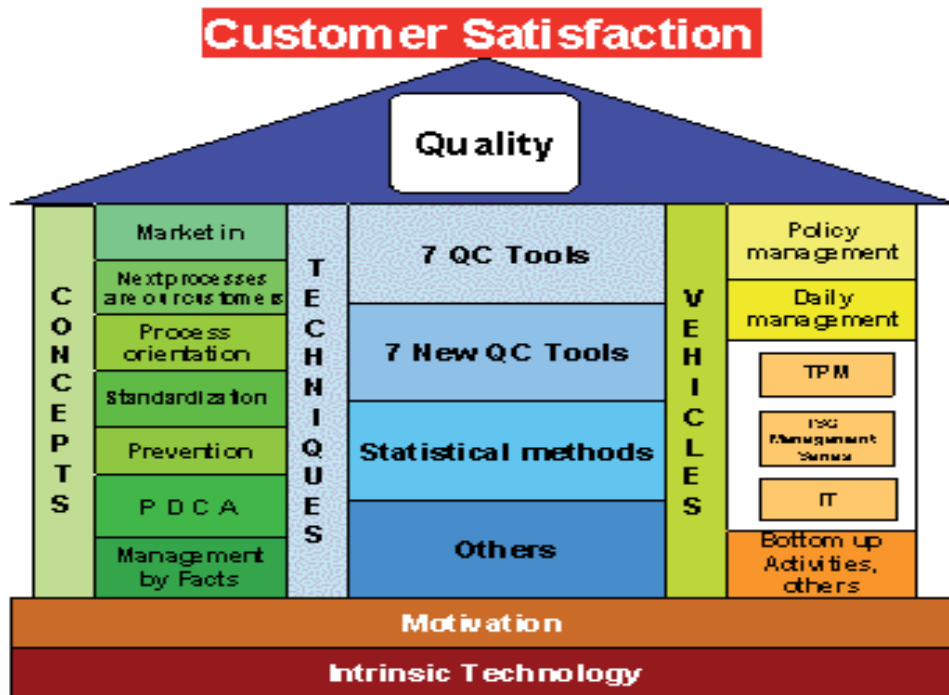 Customer Satisfaction
Quality
CONCEPTS
Market in
Next processes
are our customers
Process
orientation
Standardization
Prevention
P D C A
Management
by Facts
TECHNIQUES
7 QC Tools
7 New QC Tools
Statistical methods
Others
VEHICLES
Policy
management
Daily
management
TPM
Management
Series
IT
Bottom up
Activities,
others
Motivation
Intrinsic Technology